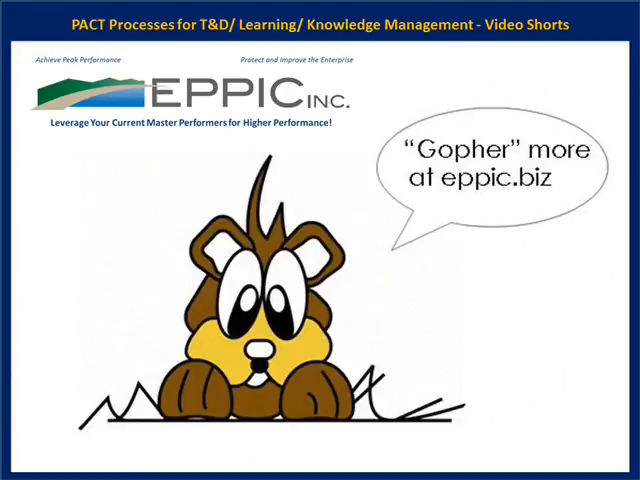 PACT Processes for T&D/ Learning/ Knowledge Management - Video Shorts
Achieve Peak Performance
Protect and Improve the Enterprise
EPPIC INC.
Leverage Your Current Master Performers for Higher Performance!
“Gopher” more
at eppic.biz